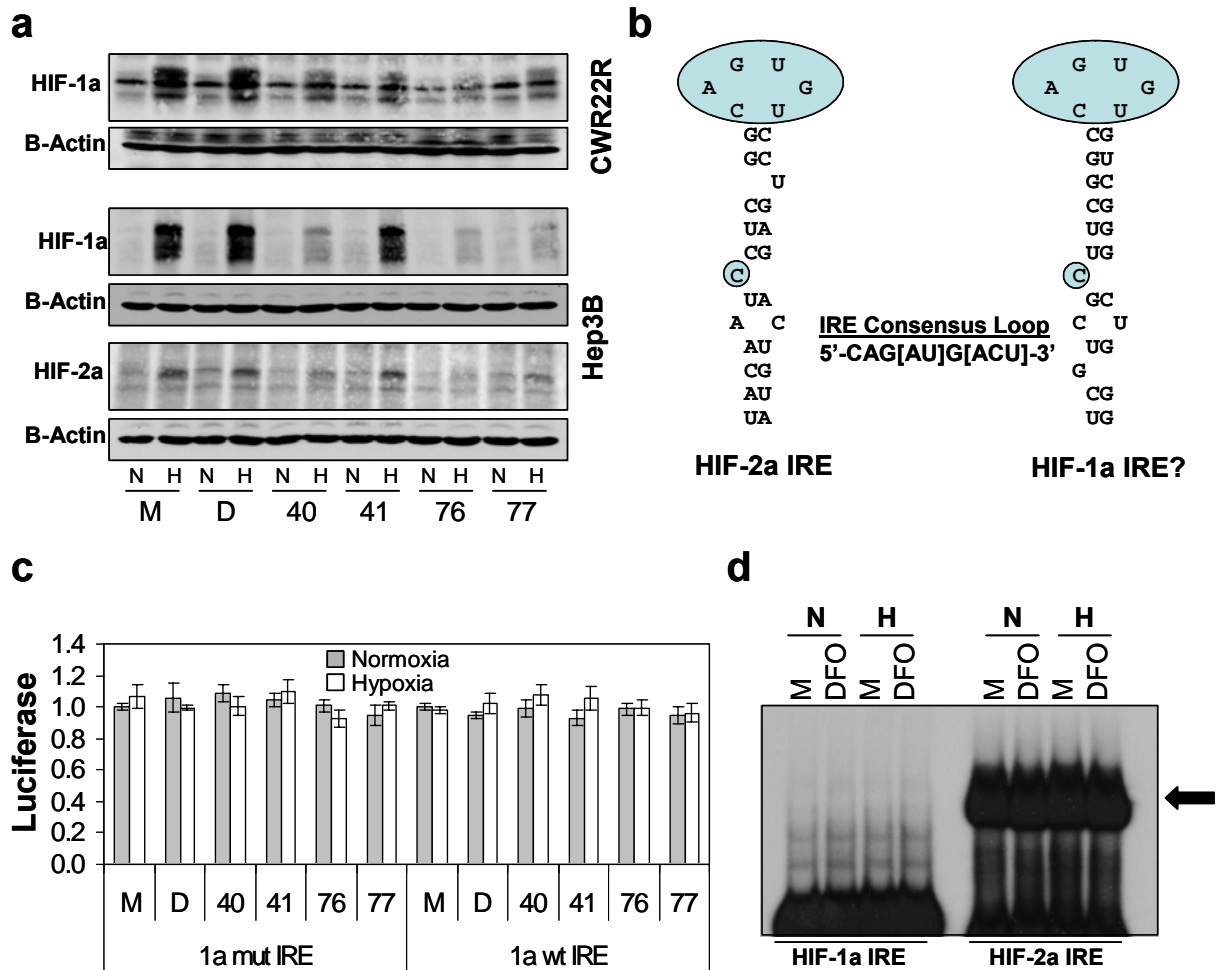 a
HIF-1a
B-Actin
CWR22R
HIF-1a
B-Actin
HIF-2a
B-Actin
Hep3B
N H N H N H N H N H N H
M D 40 41 76 77
b
G U
A G
C U
GC
GC
U
CG
UA
CG
C
UA
A C
AU
CG
AU
UA
HIF-2a IRE
IRE Consensus Loop
5’-CAG[AU]G[ACU]-3’
G U
A G
C U
CG
GU
GC
CG
UG
UG
C
GC
C U
UG
G
CG
UG
HIF-1a IRE?
c
Luciferase
1.4
1.2
1.0
0.8
0.6
0.4
0.2
0.0
Normoxia
Hypoxia
M D 40 41 76 77 M D 40 41 76 77
1a mut IRE 1a wt IRE
d
N H N H
M DFO M DFO M DFO M DFO
HIF-1a IRE HIF-2a IRE